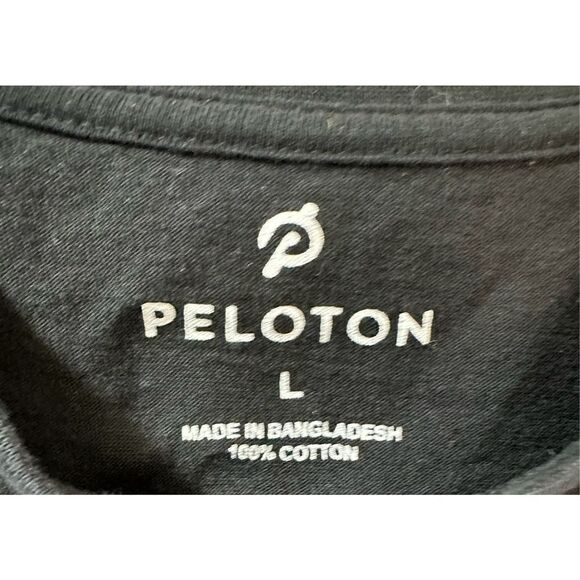 PELOTON
L
MADE IN BANGLADESH
100% COTTON